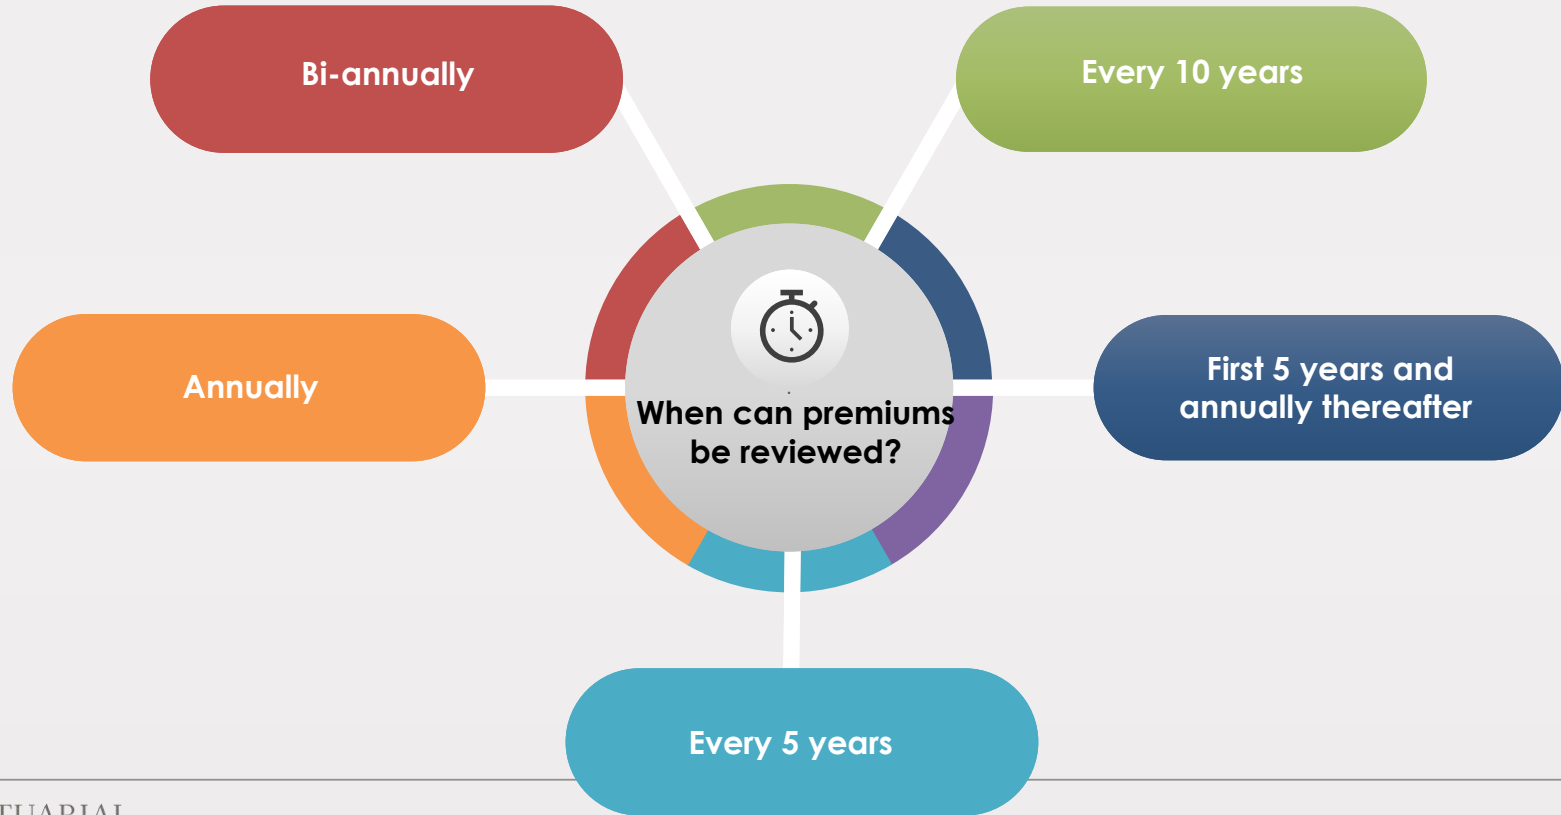 Bi-annually
Every 10 years
Annually
When can premiums
be reviewed?
First 5 years and
annually thereafter
Every 5 years